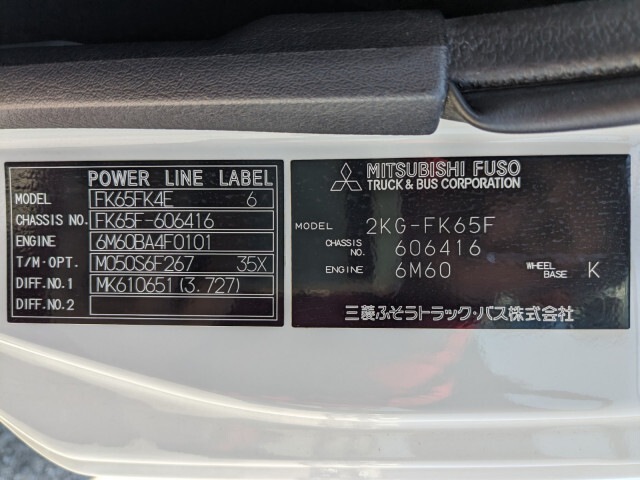 POWER LINE LABEL
MODEL FK65FK4E 6
CHASSIS NO. FK65F-606416
ENGINE 6M60BA4F0101
T/M・OPT. M050S6F267 35X
DIFF.NO.1 MK610651(3.727)
DIFF.NO.2
MITSUBISHI FUSO
TRUCK & BUS CORPORATION
MODEL 2KG-FK65F
CHASSIS NO. 606416
ENGINE 6M60 WHEEL BASE K
三菱ふそうトラック・バス株式会社